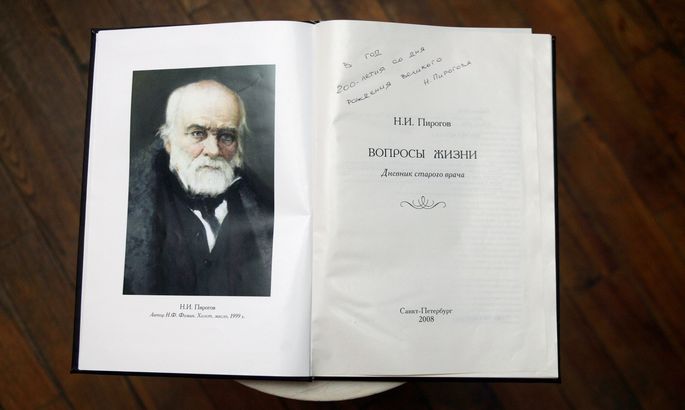 Н.И. Пирогов
Автор Н.Ф. Фомин. Холст, масло, 1999 г.
В ГОД
200-ЛЕТИЯ СО ДНЯ
РОЖДЕНИЯ ВЕЛИКОГО
Н. ПИРОГОВА
Н.И. Пирогов
ВОПРОСЫ ЖИЗНИ
Дневник старого врача
Санкт-Петербург
2008